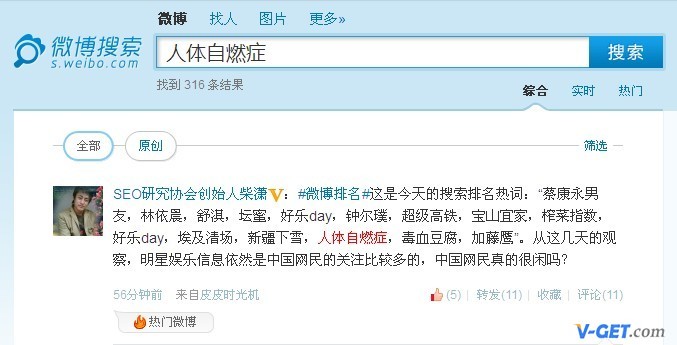 微博 找人 图片 更多»
微博搜索
s.weibo.com
人体自燃症 搜索
找到 316 条结果
综合 实时 热门
全部 原创 筛选
SEO研究协会创始人柴潇V：#微博排名#这是今天的搜索排名热词：“蔡康永男
友，林依晨，舒淇，坛蜜，好乐day，钟尔璞，超级高铁，宝山宜家，榨菜指数，
好乐day，埃及清场，新疆下雪，人体自燃症，毒血豆腐，加藤鹰”。从这几天的观
察，明星娱乐信息依然是中国网民的关注比较多的，中国网民真的很闲吗？
56分钟前 来自皮皮时光机 (5) | 转发(11) | 收藏 | 评论(11)
热门微博
V-GET.com